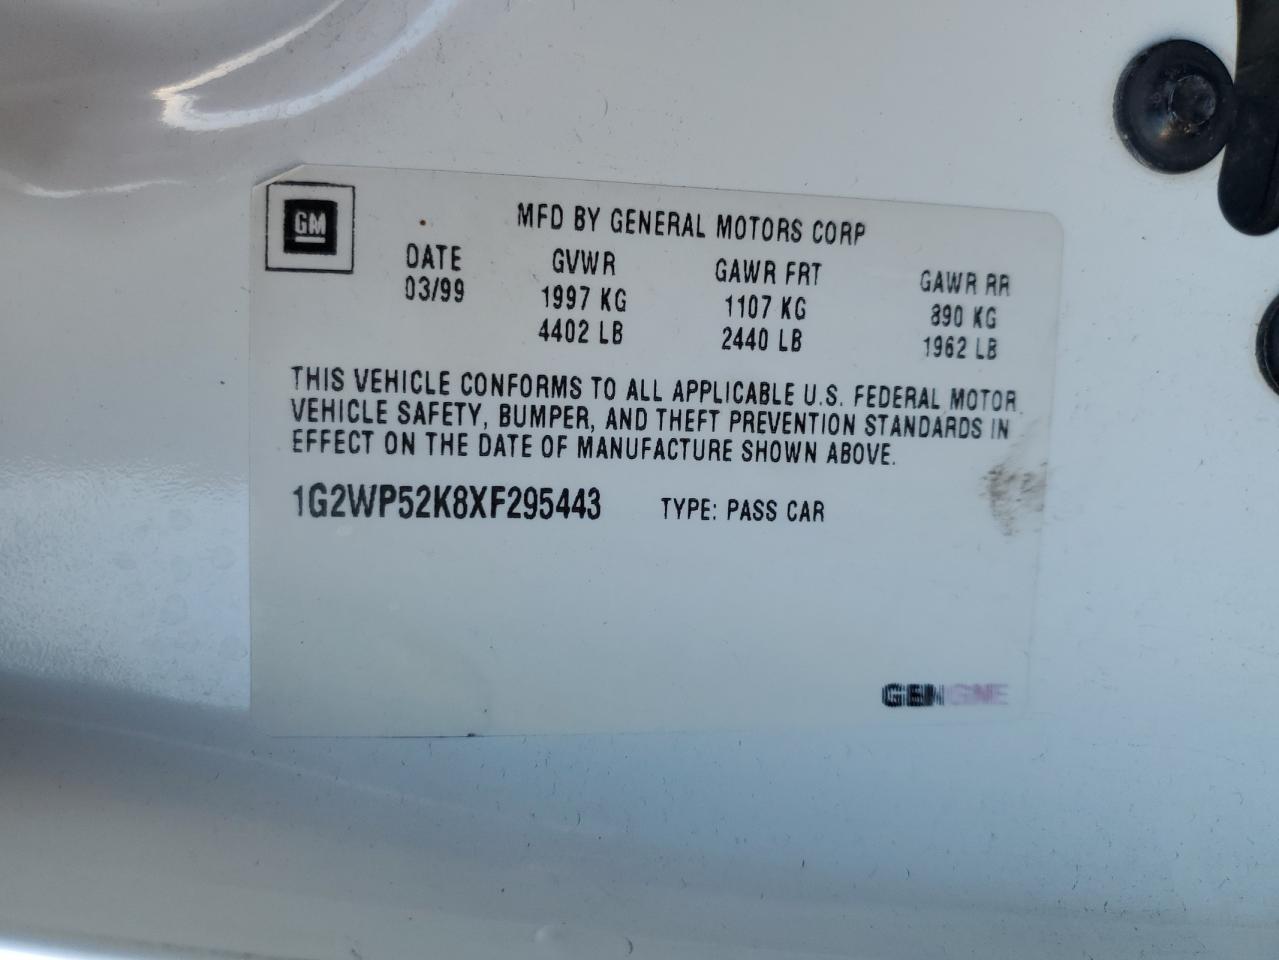 GM
MFD BY GENERAL MOTORS CORP
DATE GVWR GAWR FRT GAWR RR
03/99 1997 KG 1107 KG 890 KG
4402 LB 2440 LB 1962 LB
THIS VEHICLE CONFORMS TO ALL APPLICABLE U.S. FEDERAL MOTOR
VEHICLE SAFETY, BUMPER, AND THEFT PREVENTION STANDARDS IN
EFFECT ON THE DATE OF MANUFACTURE SHOWN ABOVE.
1G2WP52K8XF295443 TYPE: PASS CAR